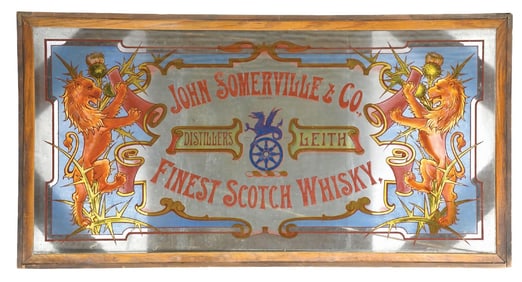 JOHN SOMERVILLE & CO.,
DISTILLERS LEITH
FINEST SCOTCH WHISKY.